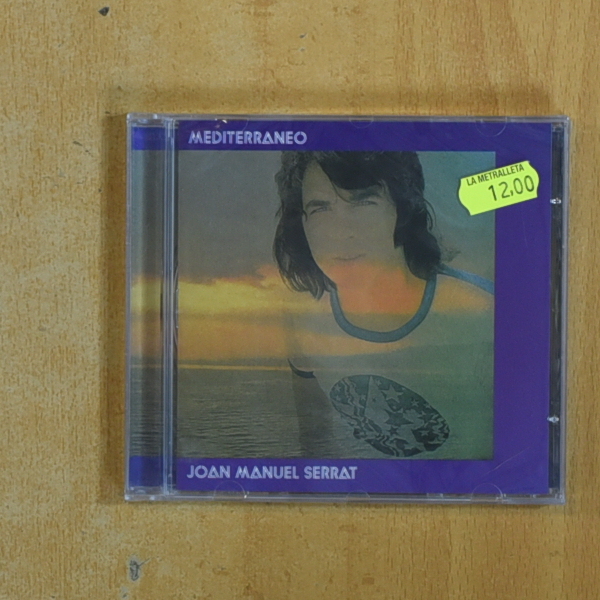 MEDITERRANEO
LA METRALLETA
12,00
JOAN MANUEL SERRAT